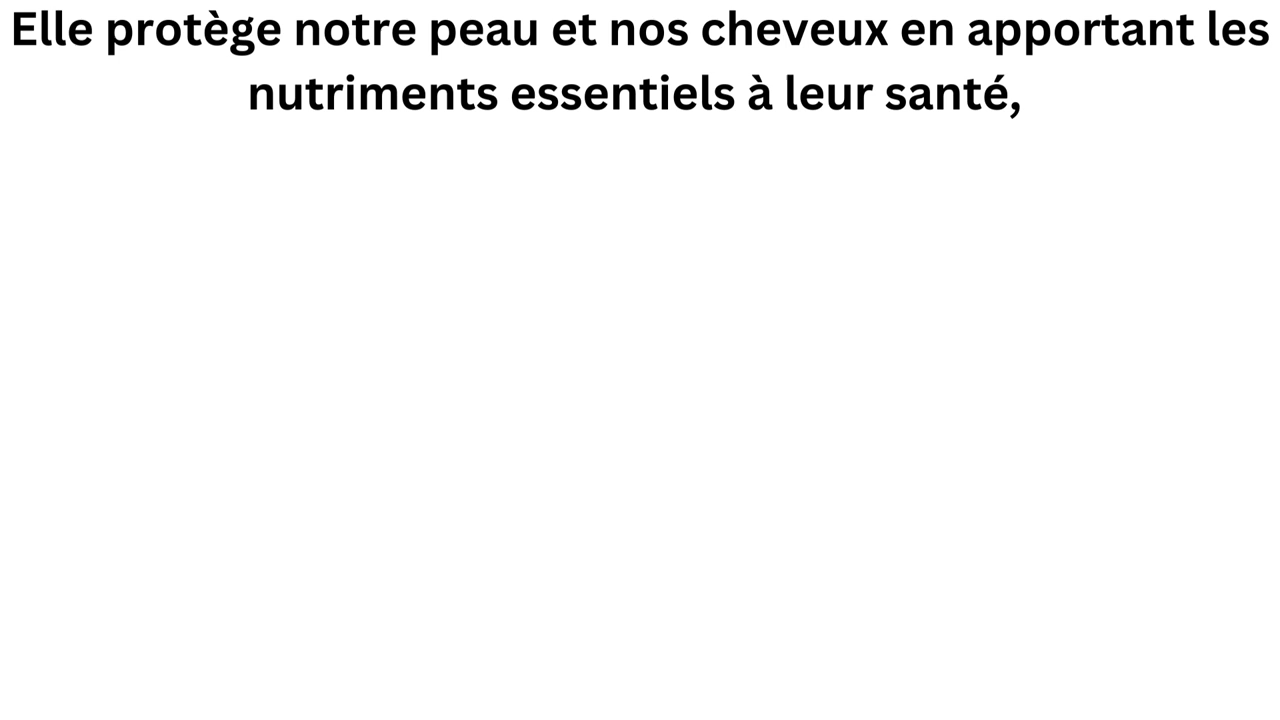 Elle protège notre peau et nos cheveux en apportant les
nutriments essentiels à leur santé,